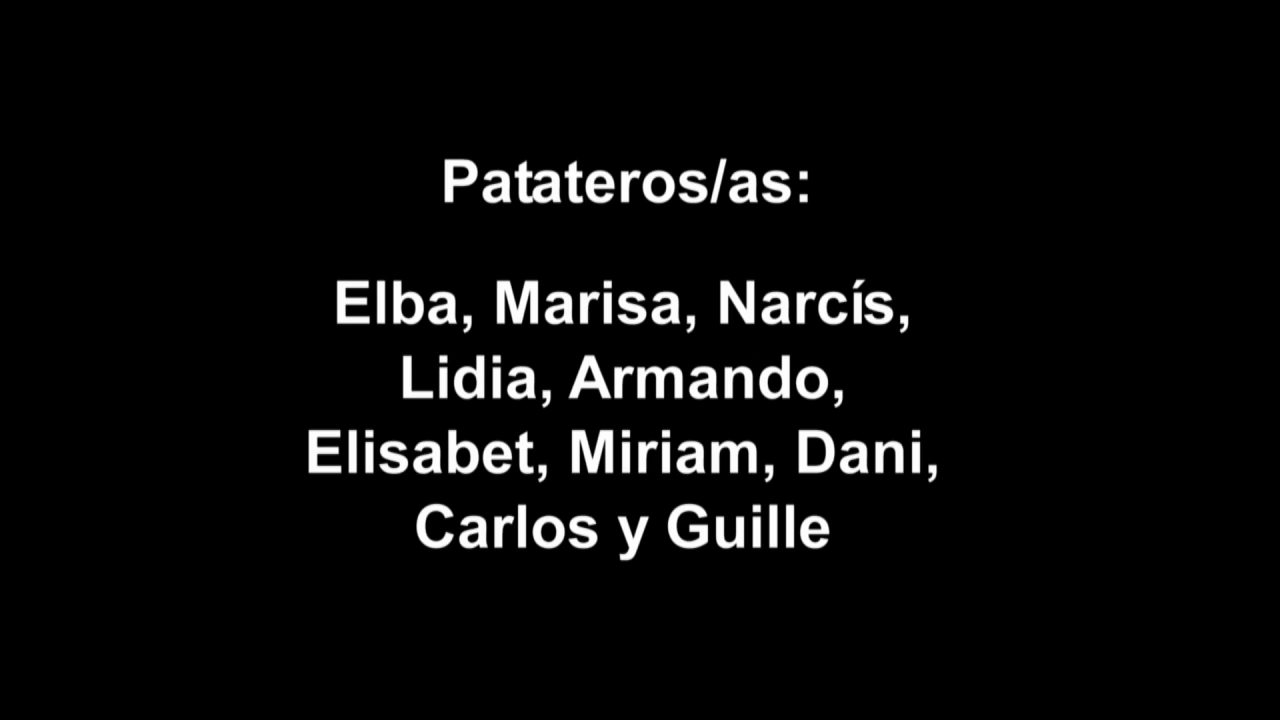 Patateros/as:
Elba, Marisa, Narcís,
Lidia, Armando,
Elisabet, Miriam, Dani,
Carlos y Guille